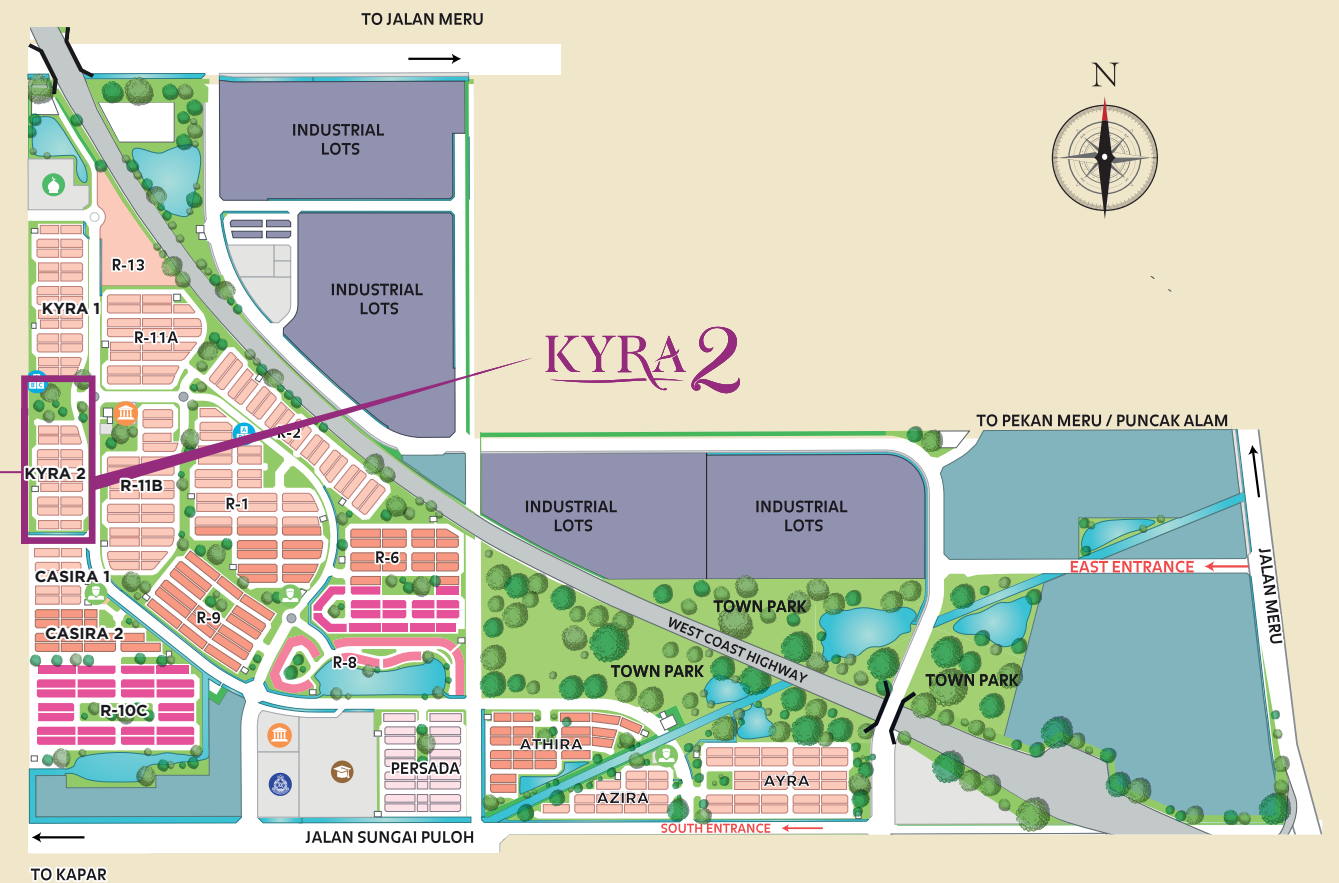 TO JALAN MERU
N
INDUSTRIAL
LOTS
R-13
INDUSTRIAL
LOTS
KYRA 1
R-11A
KYRA 2
TO PEKAN MERU / PUNCAK ALAM
R-2
KYRA 2
R-11B
R-1
INDUSTRIAL
LOTS
INDUSTRIAL
LOTS
R-6
EAST ENTRANCE
JALAN MERU
CASIRA 1
TOWN PARK
R-9
CASIRA 2
WEST COAST HIGHWAY
R-8
TOWN PARK
TOWN PARK
R-10C
ATHIRA
PERSADA
AYRA
AZIRA
SOUTH ENTRANCE
JALAN SUNGAI PULOH
TO KAPAR